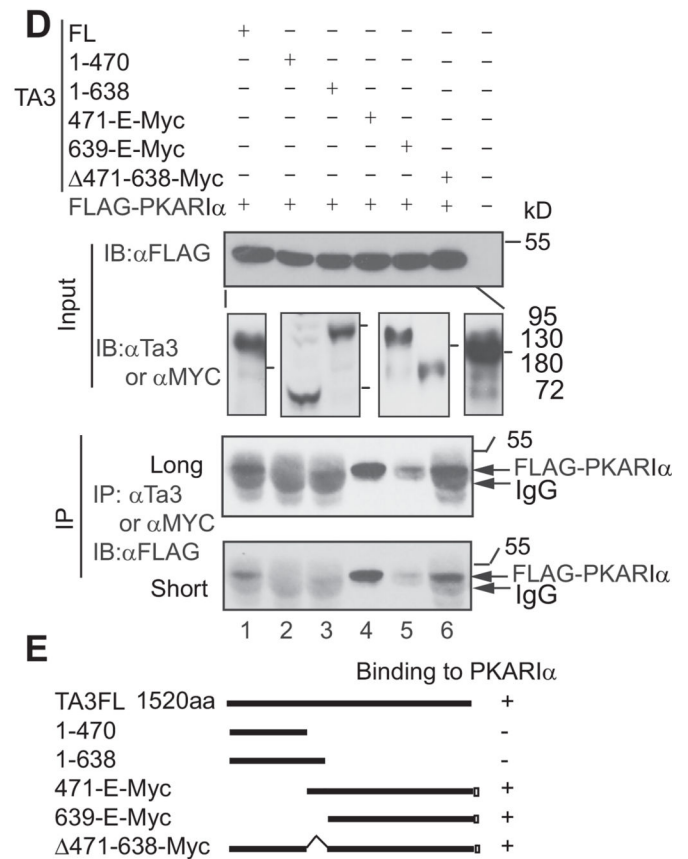 D
FL + – – – – – –
1-470 – + – – – – –
TA3 1-638 – – + – – – –
471-E-Myc – – – + – – –
639-E-Myc – – – – + – –
Δ471-638-Myc – – – – – + –
FLAG-PKARIα + + + + + + –
kD
Input
IB:αFLAG
55
IB:αTa3
or αMYC
95
130
180
72
IP
Long
IP: αTa3
or αMYC
IB:αFLAG
Short
55
FLAG-PKARIα
IgG
55
FLAG-PKARIα
IgG
1 2 3 4 5 6
E
Binding to PKARIα
TA3FL 1520aa +
1-470 -
1-638 -
471-E-Myc +
639-E-Myc +
Δ471-638-Myc +